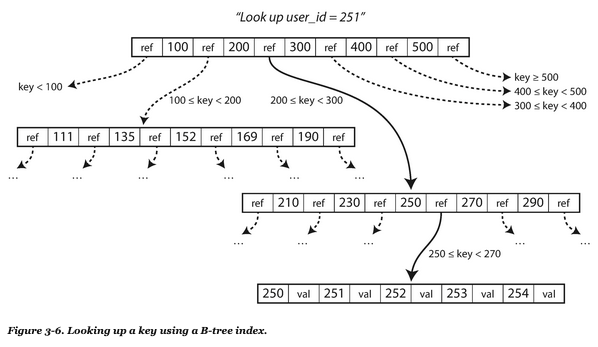 “Look up user_id = 251”
ref 100 ref 200 ref 300 ref 400 ref 500 ref
key < 100
key ≥ 500
400 ≤ key < 500
300 ≤ key < 400
100 ≤ key < 200
200 ≤ key < 300
ref 111 ref 135 ref 152 ref 169 ref 190 ref
... ... ... ... ... ...
ref 210 ref 230 ref 250 ref 270 ref 290 ref
... ... ... ... ...
250 ≤ key < 270
250 val 251 val 252 val 253 val 254 val
Figure 3-6. Looking up a key using a B-tree index.